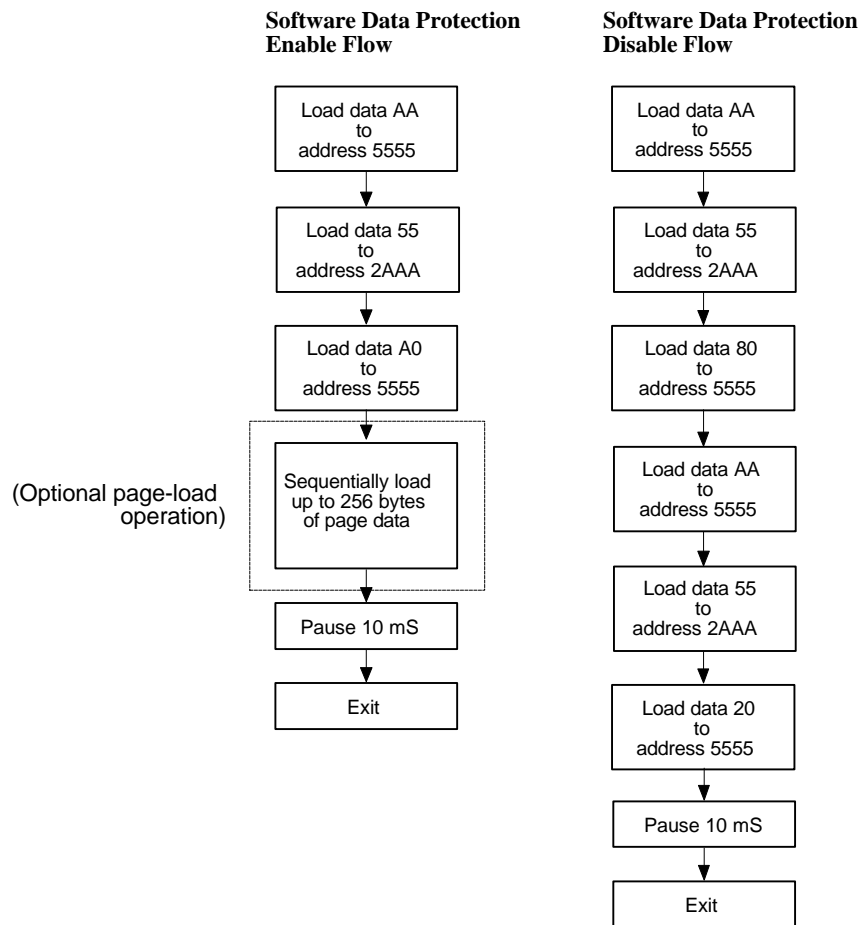 Software Data Protection
Enable Flow
Load data AA
to
address 5555
Load data 55
to
address 2AAA
Load data A0
to
address 5555
(Optional page-load
operation)
Sequentially load
up to 256 bytes
of page data
Pause 10 mS
Exit
Software Data Protection
Disable Flow
Load data AA
to
address 5555
Load data 55
to
address 2AAA
Load data 80
to
address 5555
Load data AA
to
address 5555
Load data 55
to
address 2AAA
Load data 20
to
address 5555
Pause 10 mS
Exit